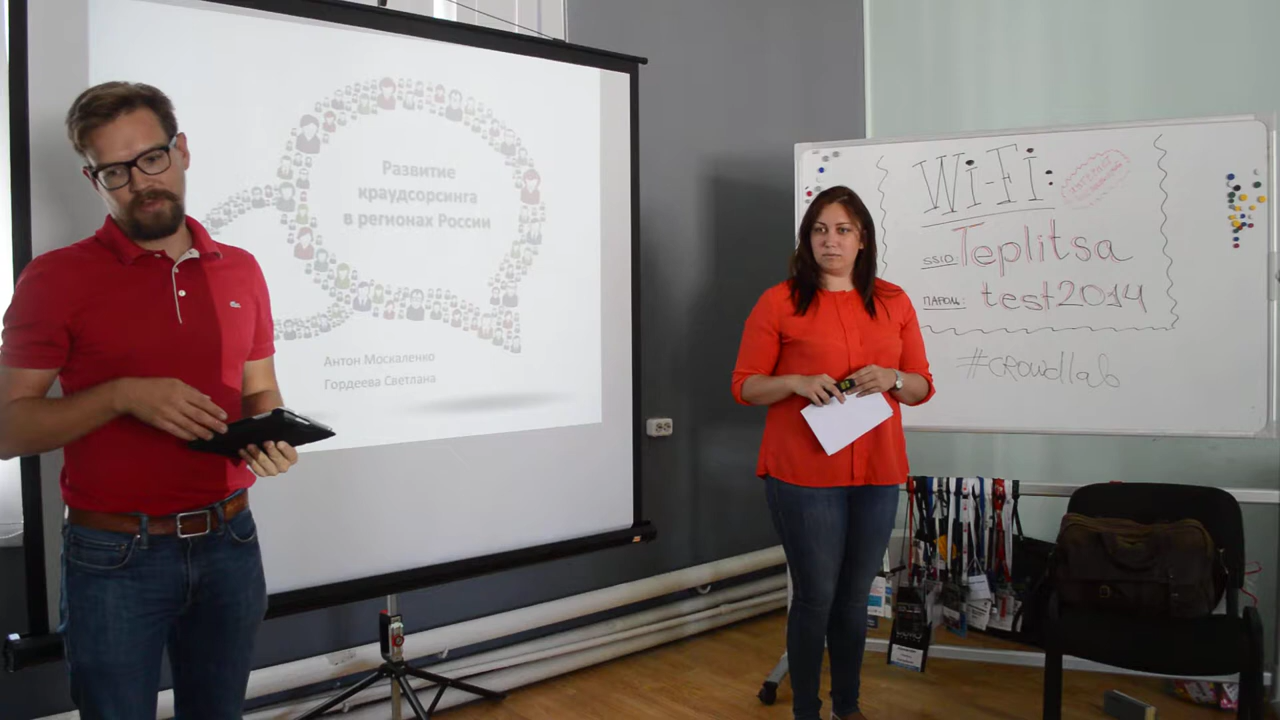 Развитие
краудсорсинга
в регионах России
Антон Москаленко
Гордеева Светлана
Wi-Fi:
SSID: Teplitsa
ПАРОЛЬ: test2014
#CROWDlab